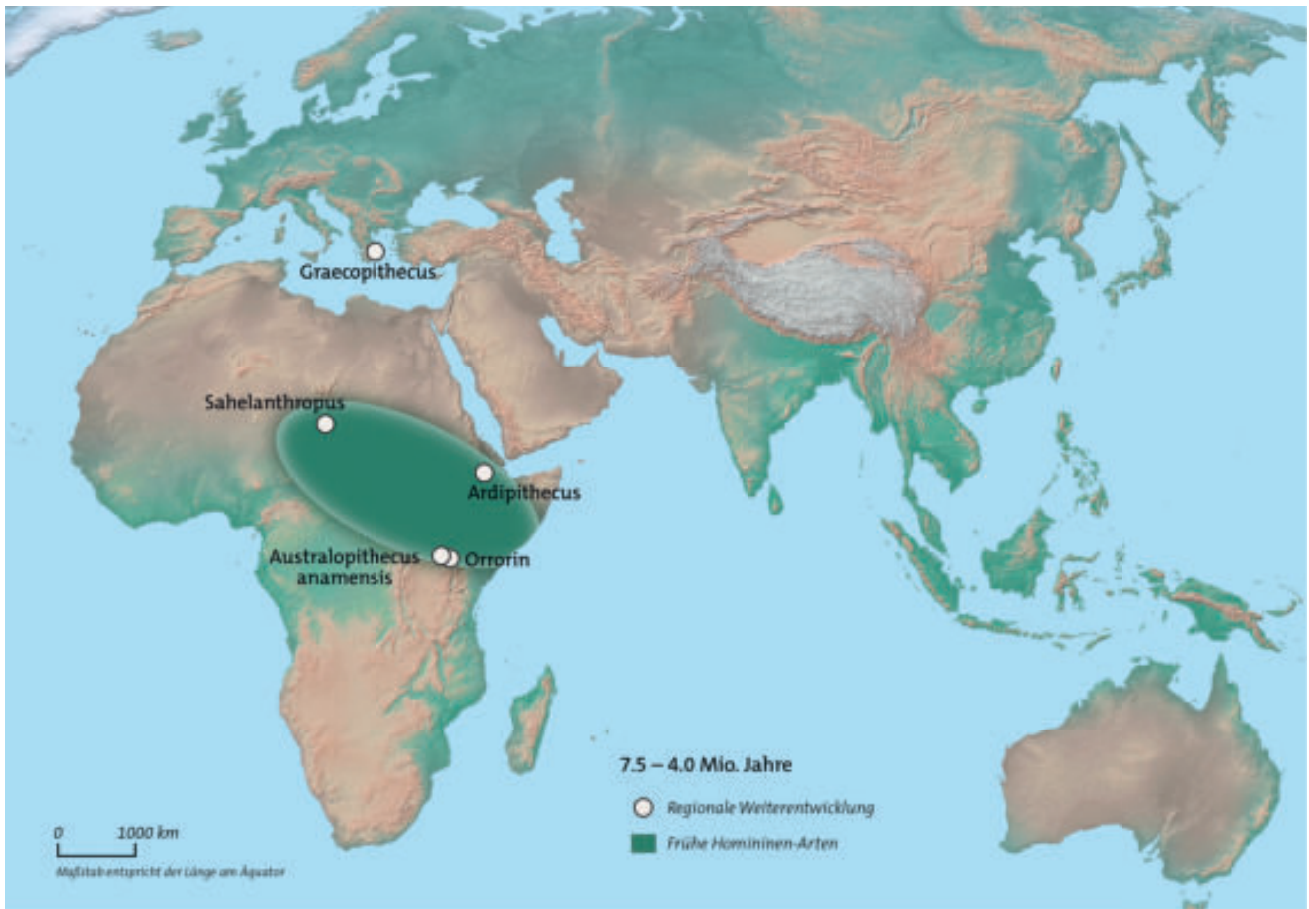 Graecopithecus
Sahelanthropus
Ardipithecus
Australopithecus
anamensis
Orrorin
7.5 – 4.0 Mio. Jahre
Regionale Weiterentwicklung
Frühe Homininen-Arten
0 1000 km
Maßstab entspricht der Länge am Äquator